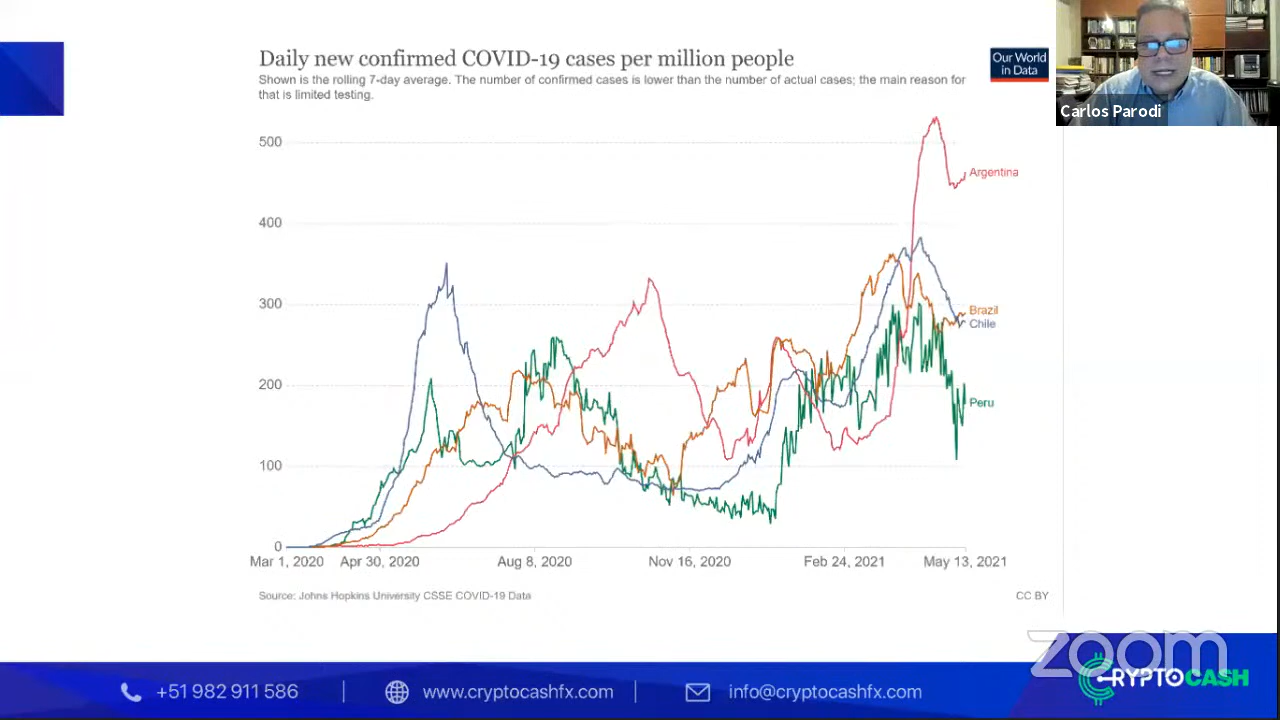 Daily new confirmed COVID-19 cases per million people
Shown is the rolling 7-day average. The number of confirmed cases is lower than the number of actual cases; the main reason for
that is limited testing.
Our World
in Data
Carlos Parodi
500
400
300
200
100
0
Argentina
Brazil
Chile
Peru
Mar 1, 2020
Apr 30, 2020
Aug 8, 2020
Nov 16, 2020
Feb 24, 2021
May 13, 2021
Source: Johns Hopkins University CSSE COVID-19 Data
CC BY
zoom
+51 982 911 586
www.cryptocashfx.com
info@cryptocashfx.com
CRYPTOCASH